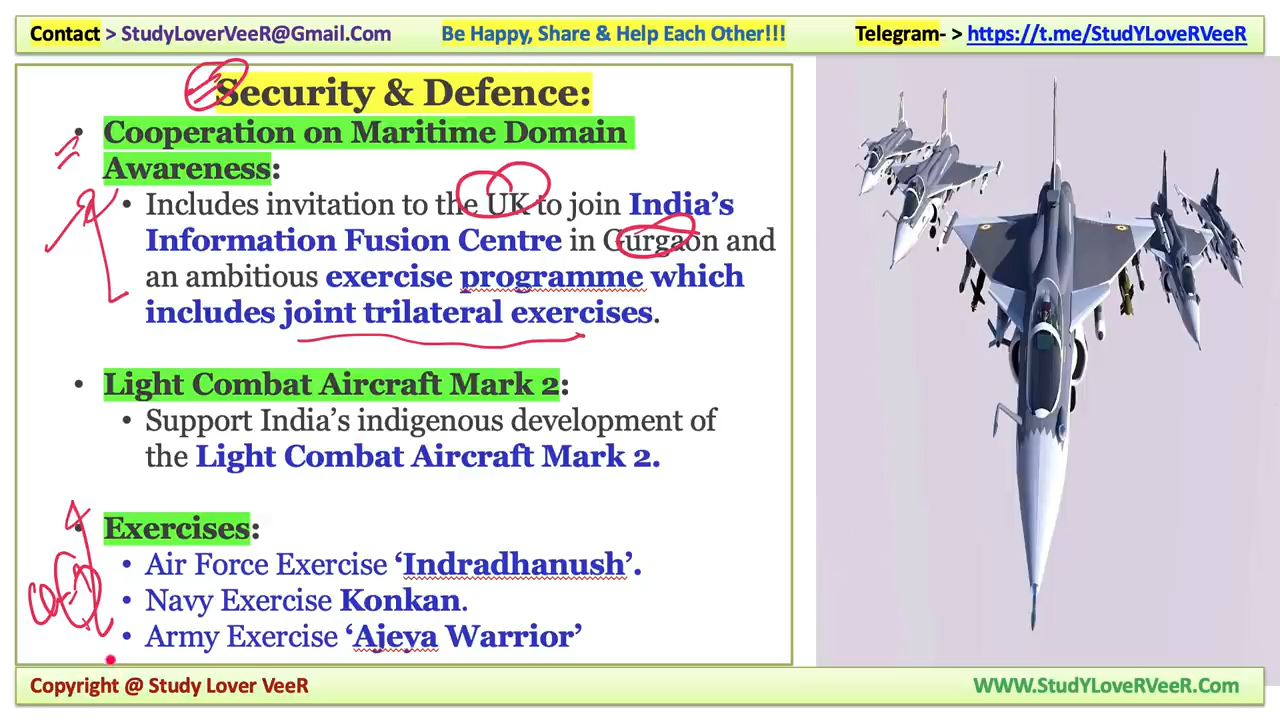 Contact > StudyLoverVeeR@Gmail.Com Be Happy, Share & Help Each Other!!! Telegram- > https://t.me/StudYLoveRVeeR
Security & Defence:
• Cooperation on Maritime Domain
Awareness:
• Includes invitation to the UK to join India's
Information Fusion Centre in Gurgaon and
an ambitious exercise programme which
includes joint trilateral exercises.
• Light Combat Aircraft Mark 2:
• Support India's indigenous development of
the Light Combat Aircraft Mark 2.
• Exercises:
• Air Force Exercise 'Indradhanush'.
• Navy Exercise Konkan.
• Army Exercise 'Ajeya Warrior'
Copyright @ Study Lover VeeR WWW.StudYLoveRVeeR.Com